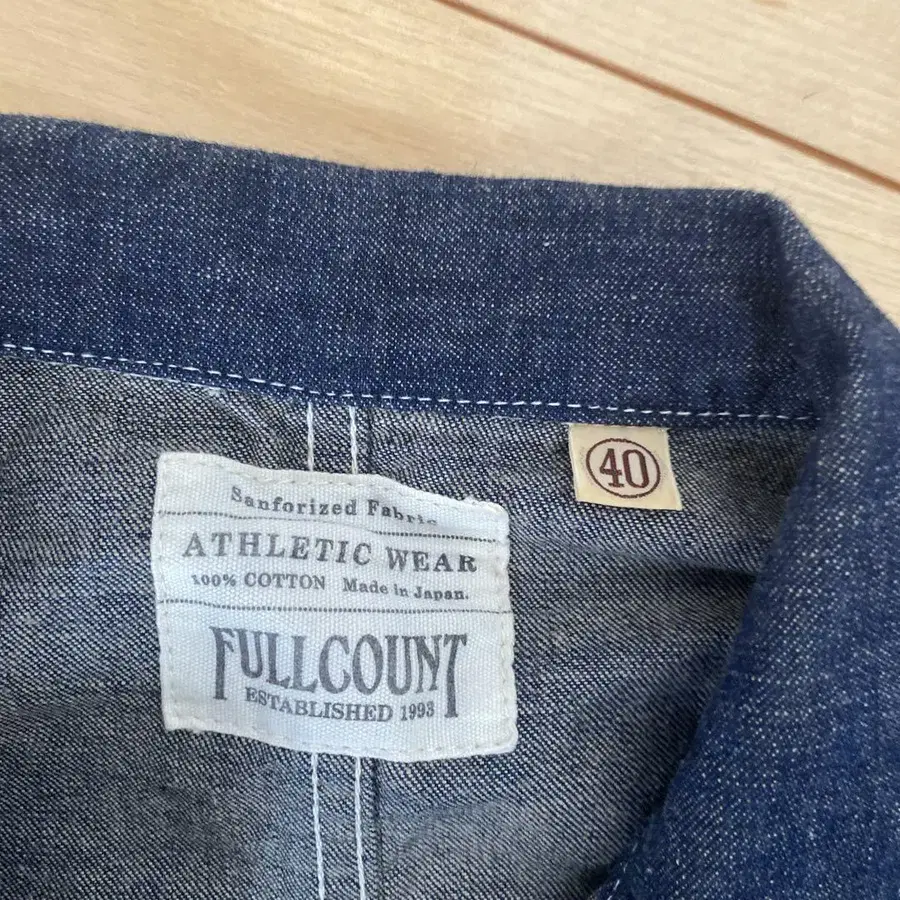 40
Sanforized Fabric
ATHLETIC WEAR
100% COTTON Made in Japan.
FULLCOUNT
ESTABLISHED 1993